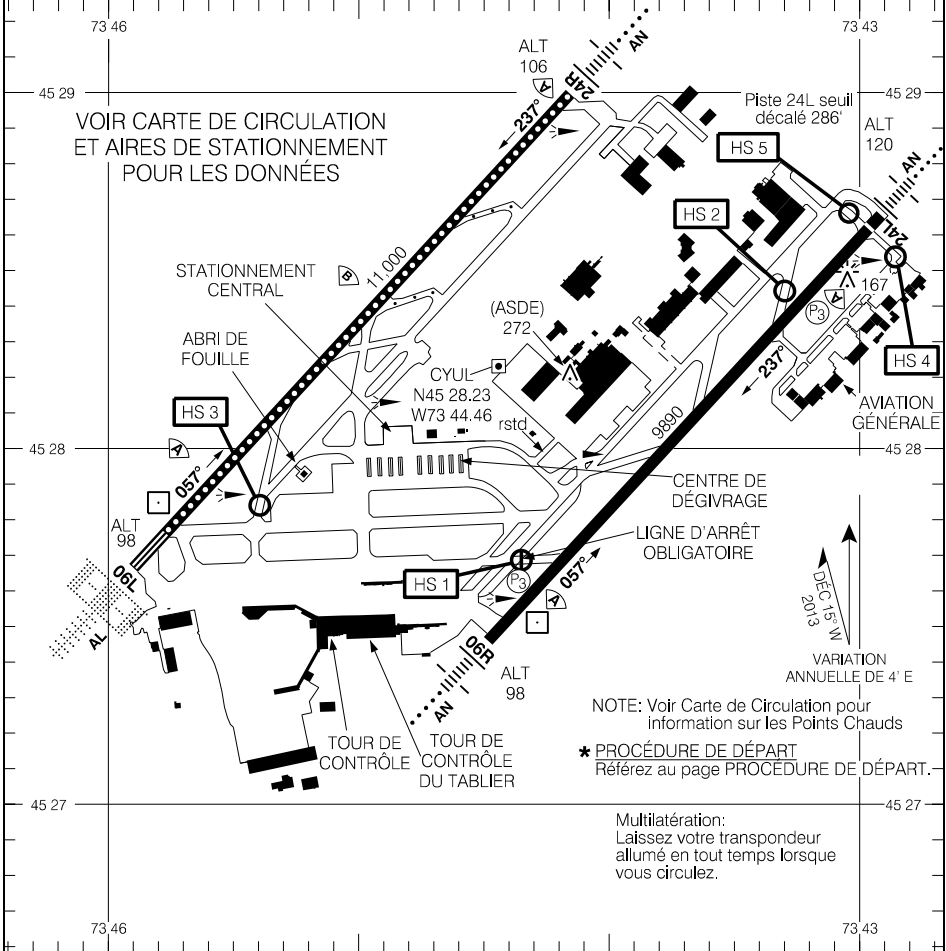 73 46
73 43
ALT
106
AN
24R
A
45 29
45 29
237°
VOIR CARTE DE CIRCULATION
ET AIRES DE STATIONNEMENT
POUR LES DONNÉES
Piste 24L seuil
décalé 286'
ALT
120
HS 5
AN
HS 2
24L
11,000
B
STATIONNEMENT
CENTRAL
167
A
P3
(ASDE)
272
ABRI DE
FOUILLE
CYUL
N45 28.23
W73 44.46
237°
HS 4
HS 3
rstd
9890
AVIATION
GÉNÉRALE
45 28
45 28
A
057°
CENTRE DE
DÉGIVRAGE
ALT
98
LIGNE D'ARRÊT
OBLIGATOIRE
06L
HS 1
P3
057°
A
AL
DÉC 15° W
2013
06R
ALT
98
VARIATION
ANNUELLE DE 4' E
AN
NOTE: Voir Carte de Circulation pour
information sur les Points Chauds
TOUR DE
CONTRÔLE
TOUR DE
CONTRÔLE
DU TABLIER
* PROCÉDURE DE DÉPART
Référez au page PROCÉDURE DE DÉPART.
45 27
45 27
Multilatération:
Laissez votre transpondeur
allumé en tout temps lorsque
vous circulez.
73 46
73 43